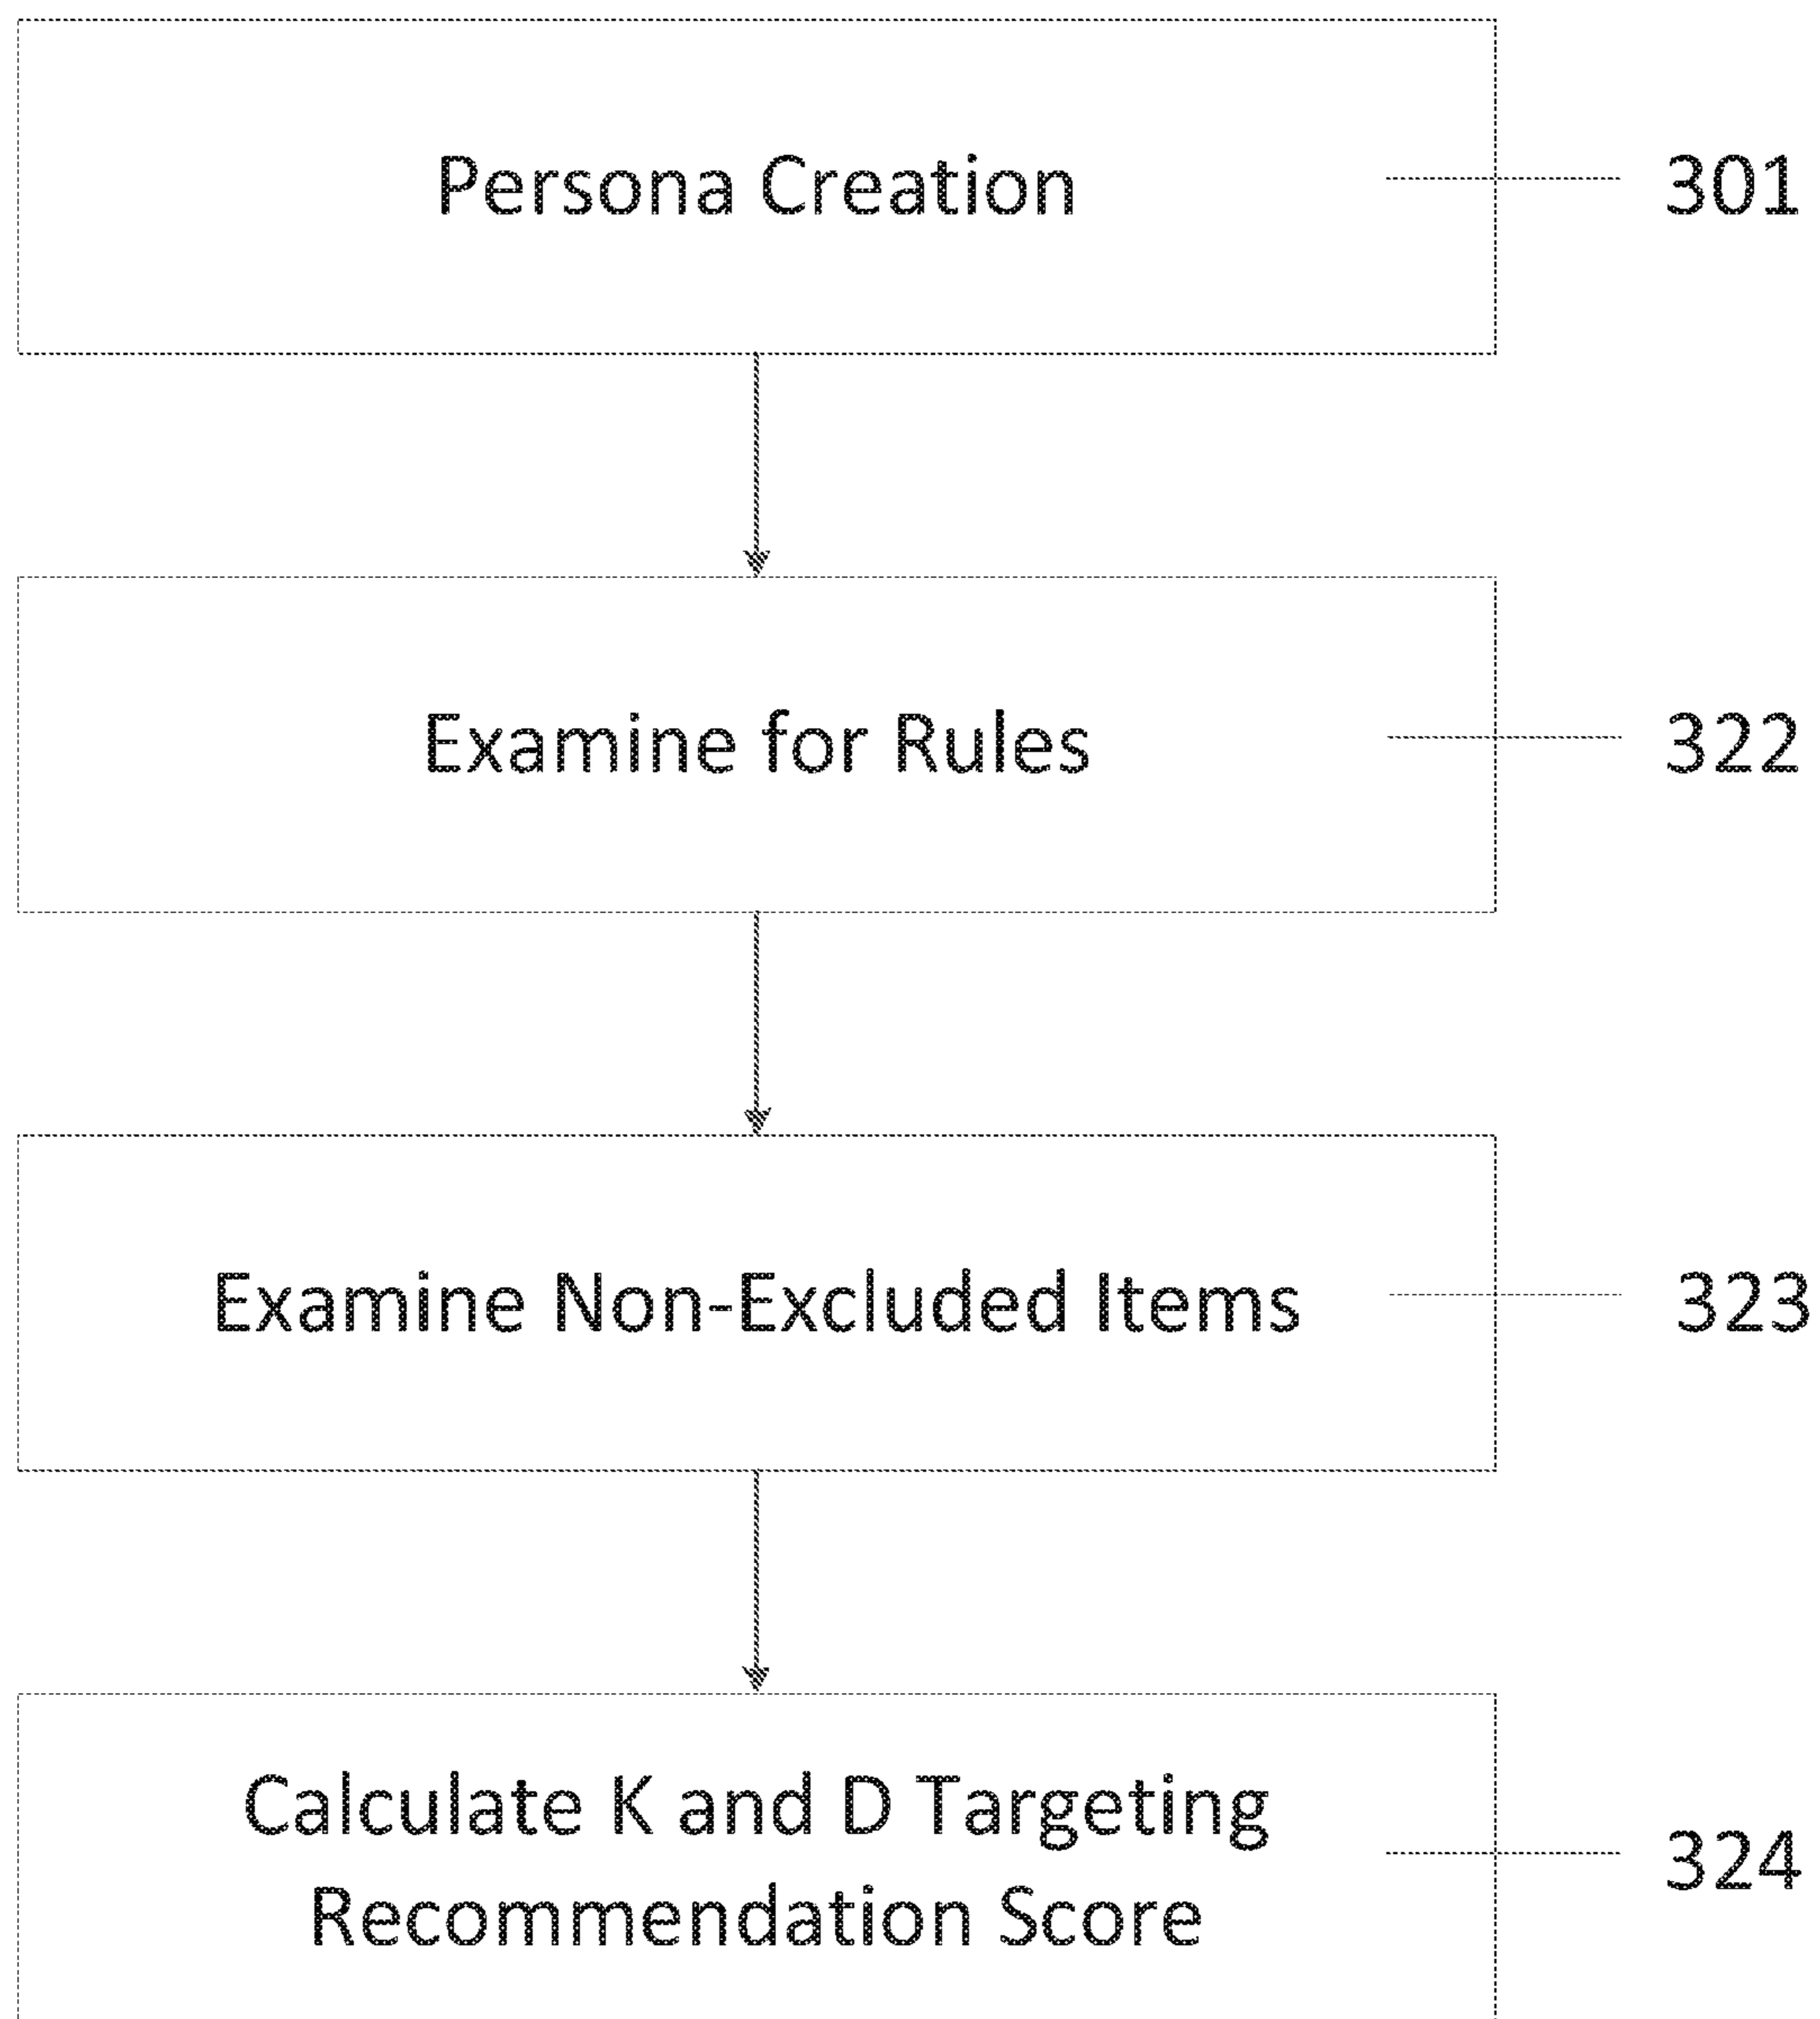 Persona Creation 301
Examine for Rules 322
Examine Non-Excluded Items 323
Calculate K and D Targeting
Recommendation Score
324